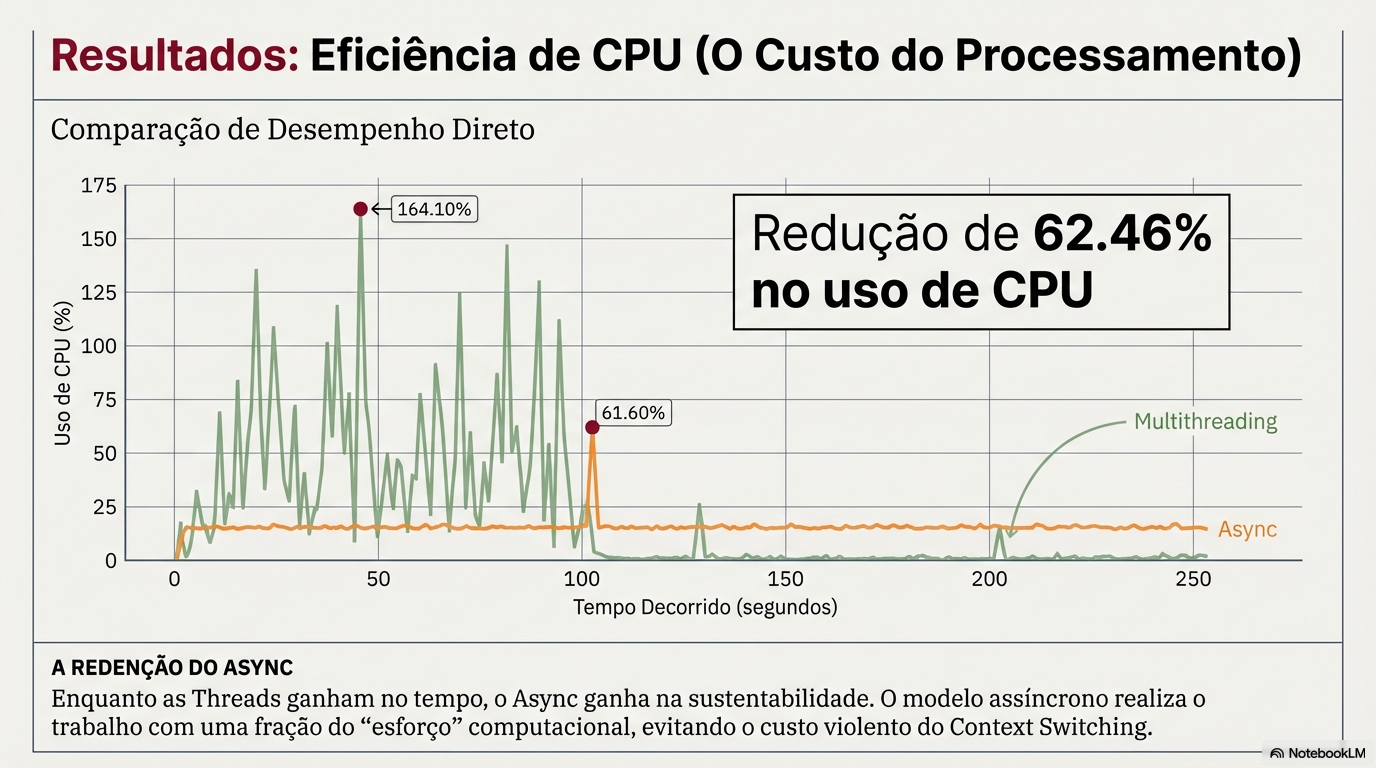 Resultados: Eficiência de CPU (O Custo do Processamento)
Comparação de Desempenho Direto
175
150
125
100
75
50
25
0
Uso de CPU (%)
164.10%
61.60%
Redução de 62.46%
no uso de CPU
Multithreading
Async
0
50
100
150
200
250
Tempo Decorrido (segundos)
A REDENÇÃO DO ASYNC
Enquanto as Threads ganham no tempo, o Async ganha na sustentabilidade. O modelo assíncrono realiza o
trabalho com uma fração do “esforço” computacional, evitando o custo violento do Context Switching.
NotebookLM